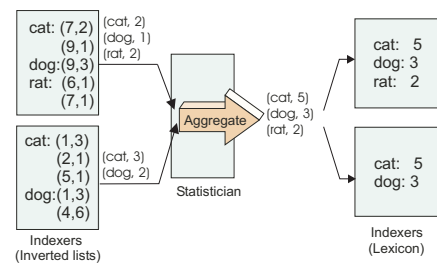 cat: (7,2)
(9,1)
dog:(9,3)
rat: (6,1)
(7,1)
(cat, 2)
(dog, 1)
(rat, 2)
cat: (1,3)
(2,1)
(5,1)
dog:(1,3)
(4,6)
(cat, 3)
(dog, 2)
Indexers
(Inverted lists)
Aggregate
Statistician
(cat, 5)
(dog, 3)
(rat, 2)
cat: 5
dog: 3
rat: 2
cat: 5
dog: 3
Indexers
(Lexicon)